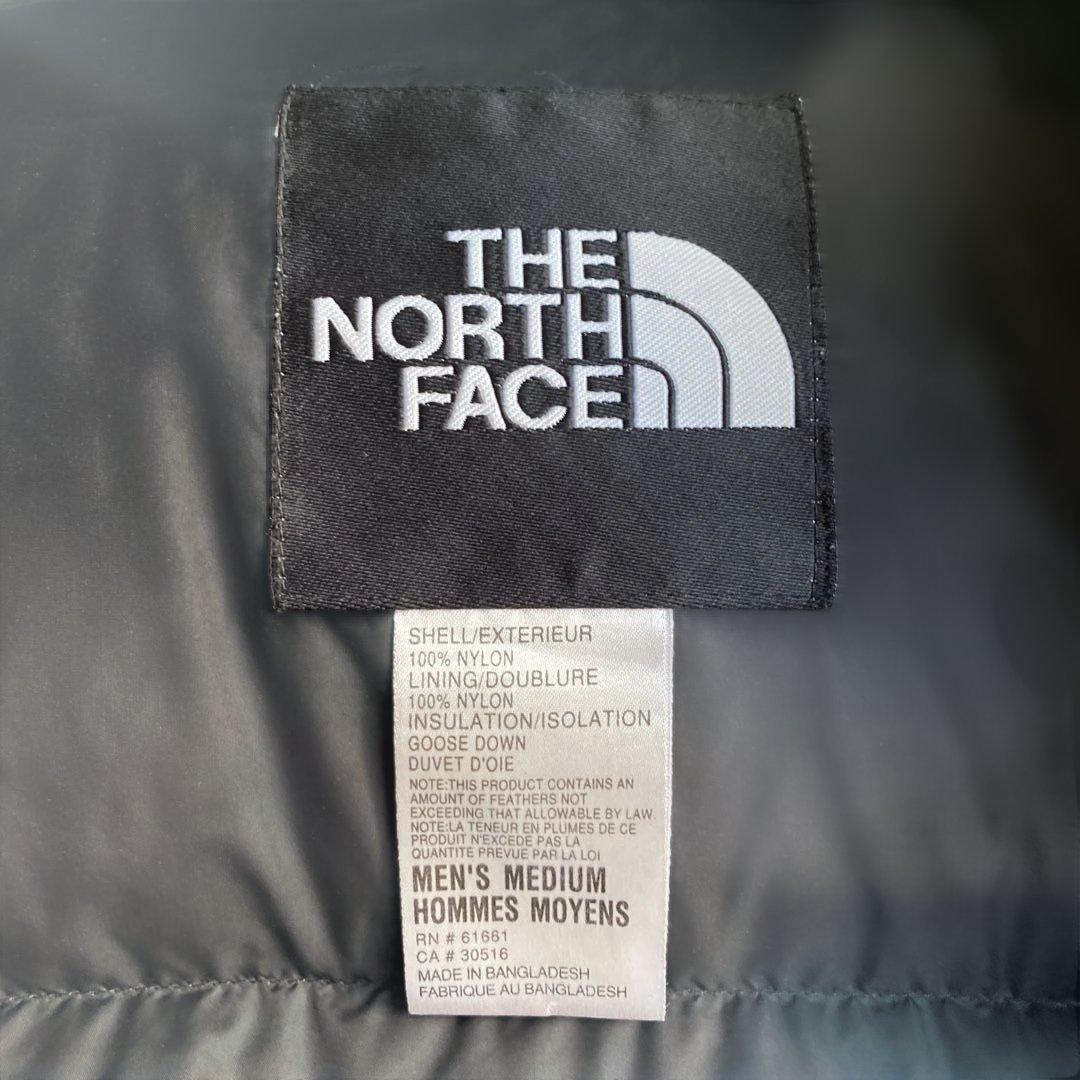 THE
NORTH
FACE
SHELL/EXTERIEUR
100% NYLON
LINING/DOUBLURE
100% NYLON
INSULATION/ISOLATION
GOOSE DOWN
DUVET D'OIE
NOTE:THIS PRODUCT CONTAINS AN
AMOUNT OF FEATHERS NOT
EXCEEDING THAT ALLOWABLE BY LAW.
NOTE:LA TENEUR EN PLUMES DE CE
PRODUIT N'EXCEDE PAS LA
QUANTITE PREVUE PAR LA LOI
MEN'S MEDIUM
HOMMES MOYENS
RN # 61661
CA # 30516
MADE IN BANGLADESH
FABRIQUE AU BANGLADESH